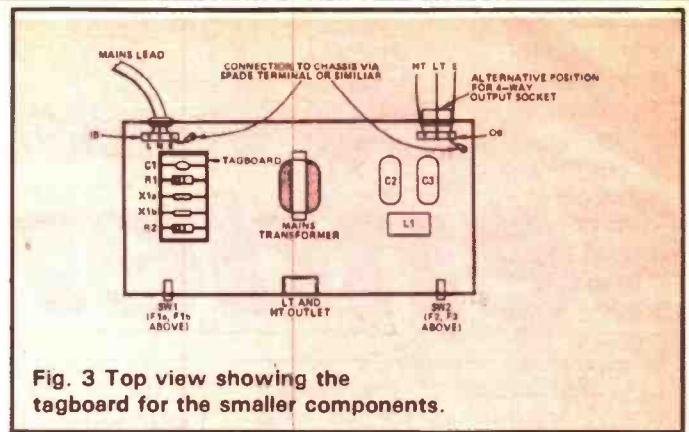 MAINS LEAD
CONNECTION TO CHASSIS VIA
SPADE TERMINAL OR SIMILIAR
HT LT E
ALTERNATIVE POSITION
FOR 4-WAY
OUTPUT SOCKET
IB
OB
L N E
TAGBOARD
C1
R1
X1a
X1b
R2
C2
C3
L1
MAINS
TRANSFORMER
SW1
(F1a, F1b
ABOVE)
LT AND
HT OUTLET
SW2
(F2, F3
ABOVE)
Fig. 3 Top view showing the
tagboard for the smaller components.